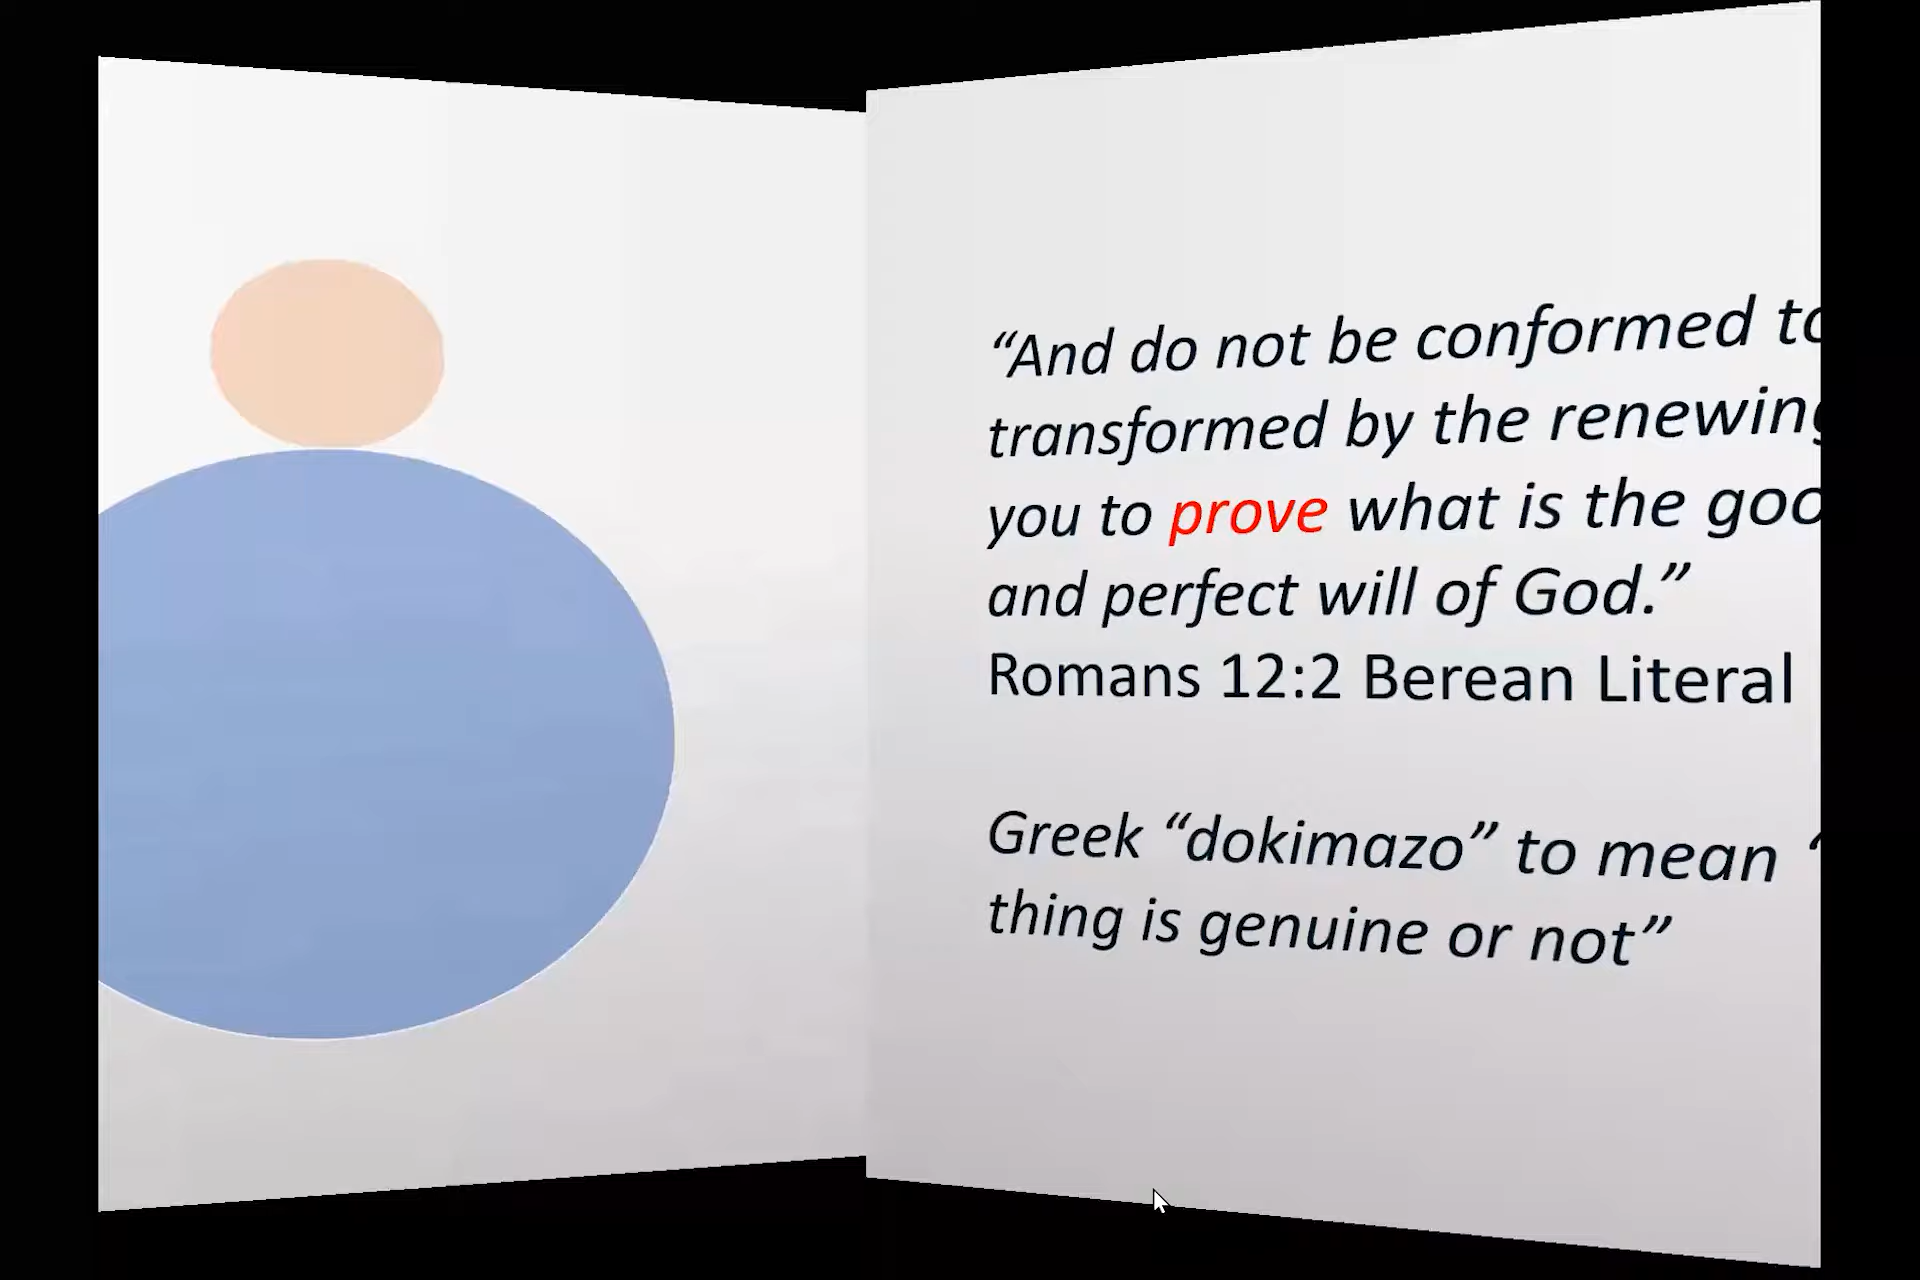 “And do not be conformed to
transformed by the renewing
you to prove what is the goo
and perfect will of God.”
Romans 12:2 Berean Literal
Greek “dokimazo” to mean “
thing is genuine or not”